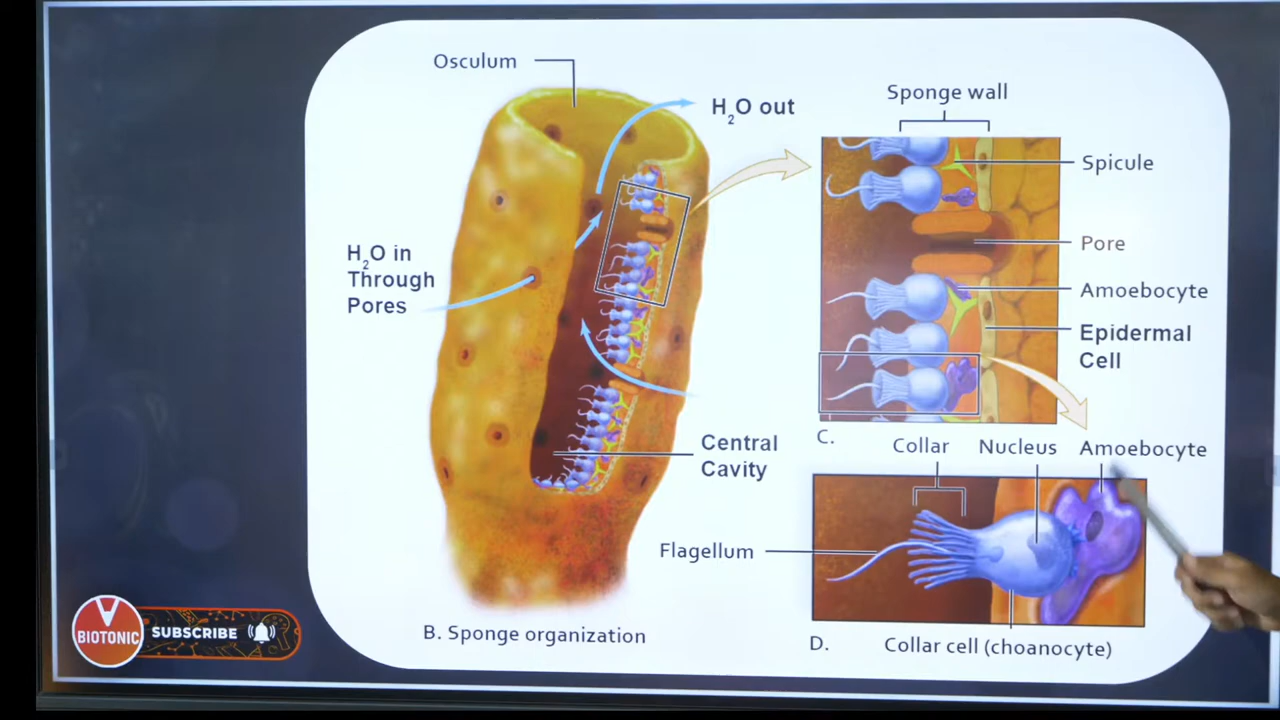 Osculum
H₂O out
H₂O in
Through
Pores
Central
Cavity
B. Sponge organization
Sponge wall
Spicule
Pore
Amoebocyte
Epidermal
Cell
C.
Collar
Nucleus
Amoebocyte
Flagellum
D.
Collar cell (choanocyte)
BIOTONIC
SUBSCRIBE